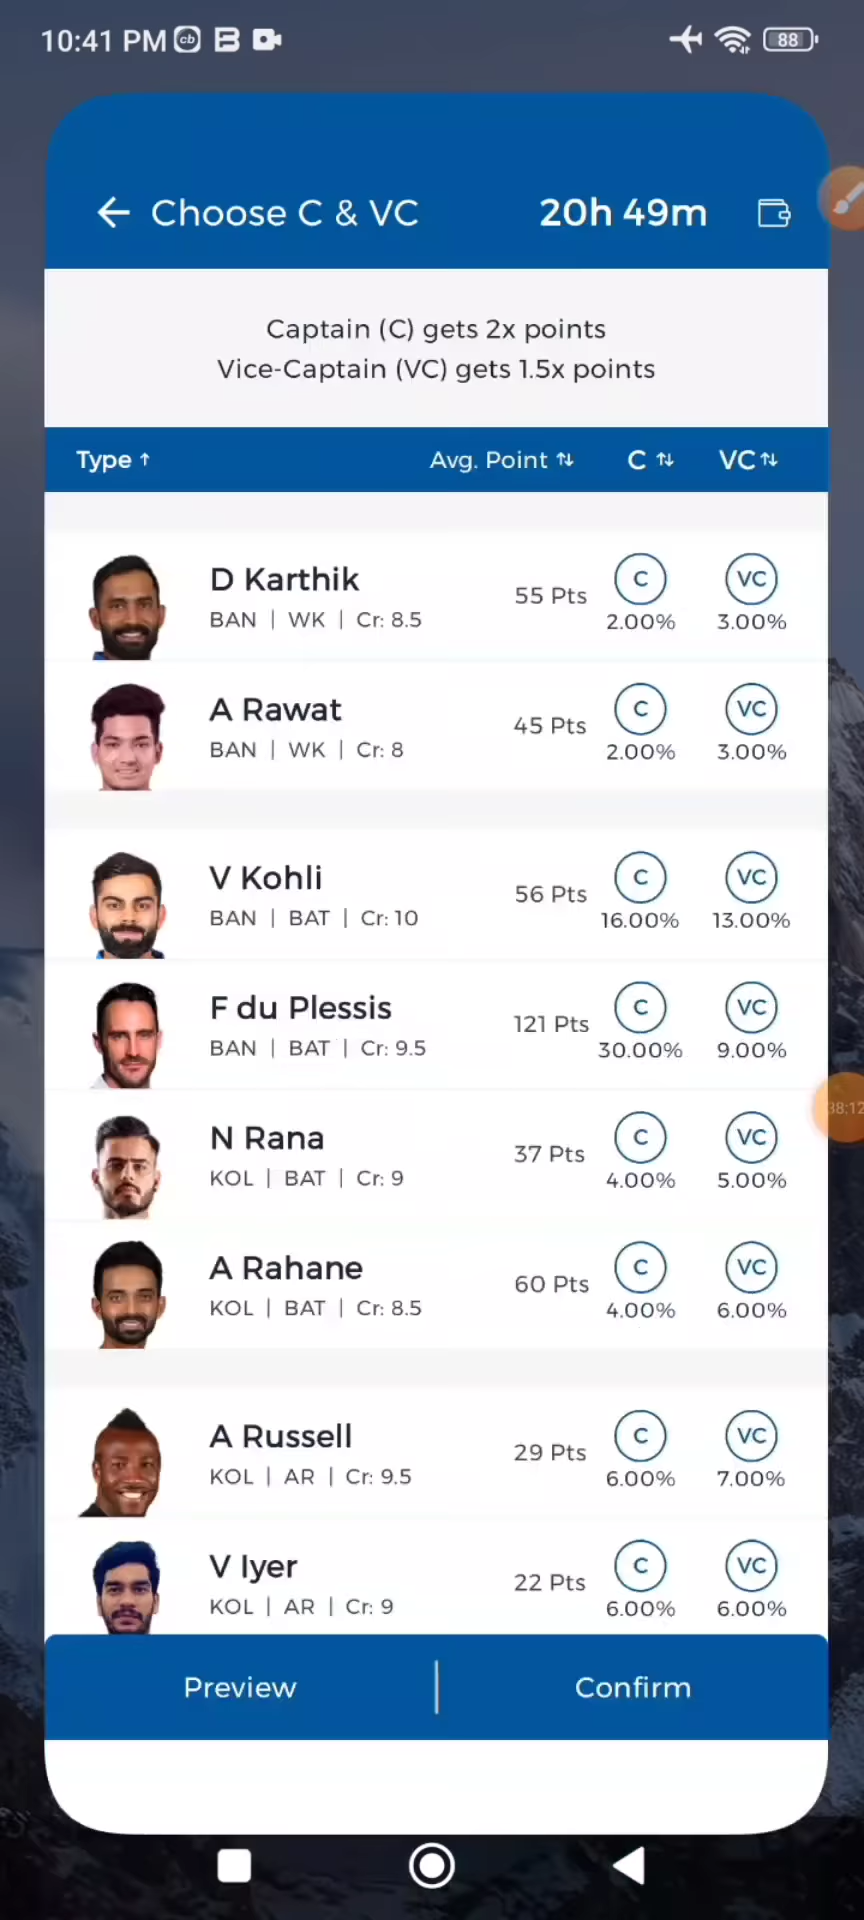 10:41 PM cb B 88
← Choose C & VC 20h 49m
Captain (C) gets 2x points
Vice-Captain (VC) gets 1.5x points
Type ↑ Avg. Point ⇅ C ⇅ VC ⇅
D Karthik 55 Pts C VC
BAN | WK | Cr: 8.5 2.00% 3.00%
A Rawat 45 Pts C VC
BAN | WK | Cr: 8 2.00% 3.00%
V Kohli 56 Pts C VC
BAN | BAT | Cr: 10 16.00% 13.00%
F du Plessis 121 Pts C VC
BAN | BAT | Cr: 9.5 30.00% 9.00%
38:12
N Rana 37 Pts C VC
KOL | BAT | Cr: 9 4.00% 5.00%
A Rahane 60 Pts C VC
KOL | BAT | Cr: 8.5 4.00% 6.00%
A Russell 29 Pts C VC
KOL | AR | Cr: 9.5 6.00% 7.00%
V Iyer 22 Pts C VC
KOL | AR | Cr: 9 6.00% 6.00%
Preview | Confirm